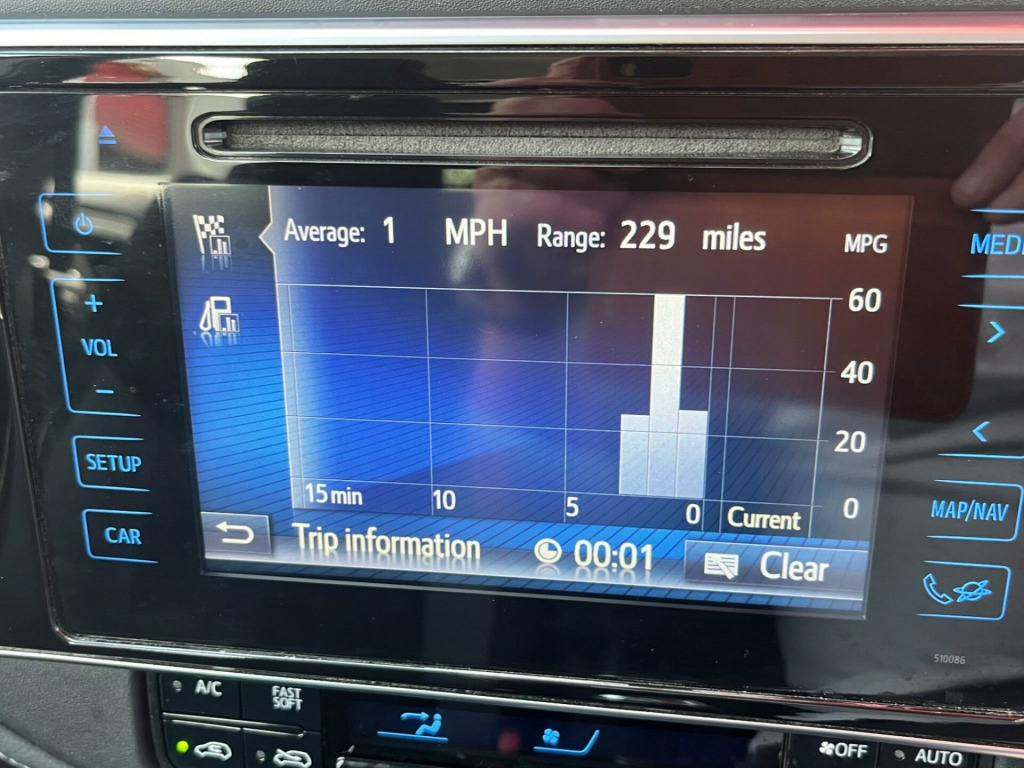 Average: 1 MPH Range: 229 miles MPG
MEDI
60
+
VOL
-
40
20
SETUP
15 min 10 5 0 Current 0
MAP/NAV
CAR
Trip information 00:01 Clear
510086
A/C
FAST
SOFT
OFF
AUTO